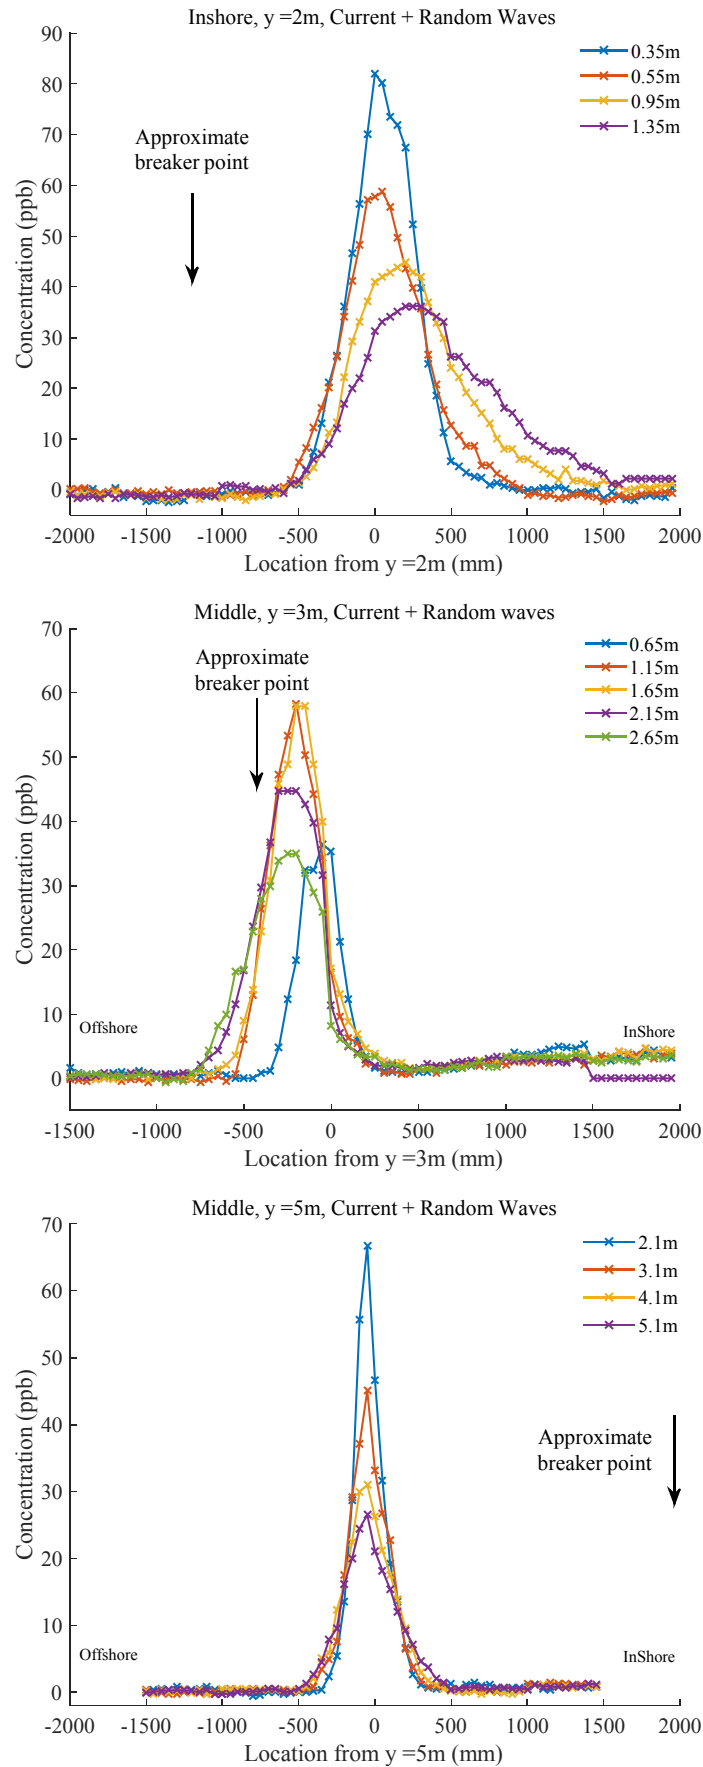 Inshore, y =2m, Current + Random Waves
90
80
70
60
50
40
30
20
10
0
Concentration (ppb)
Approximate
breaker point
0.35m
0.55m
0.95m
1.35m
-2000
-1500
-1000
-500
0
500
1000
1500
2000
Location from y =2m (mm)
Middle, y =3m, Current + Random waves
70
60
50
40
30
20
10
0
Concentration (ppb)
Approximate
breaker point
0.65m
1.15m
1.65m
2.15m
2.65m
Offshore
InShore
-1500
-1000
-500
0
500
1000
1500
2000
Location from y =3m (mm)
Middle, y =5m, Current + Random Waves
70
60
50
40
30
20
10
0
Concentration (ppb)
2.1m
3.1m
4.1m
5.1m
Approximate
breaker point
Offshore
InShore
-2000
-1500
-1000
-500
0
500
1000
1500
2000
Location from y =5m (mm)